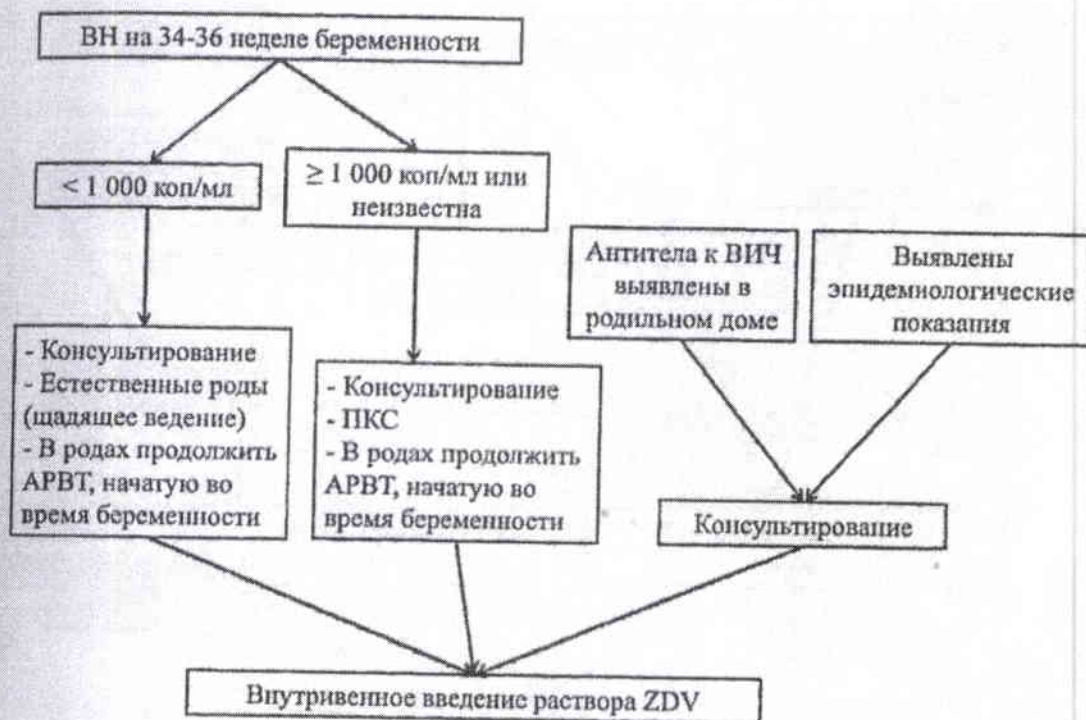 ВН на 34-36 неделе беременности
< 1 000 коп/мл
≥ 1 000 коп/мл или
неизвестна
Антитела к ВИЧ
выявлены в
родильном доме
Выявлены
эпидемиологические
показания
- Консультирование
- Естественные роды
(щадящее ведение)
- В родах продолжить
АРВТ, начатую во
время беременности
- Консультирование
- ПКС
- В родах продолжить
АРВТ, начатую во
время беременности
Консультирование
Внутривенное введение раствора ZDV